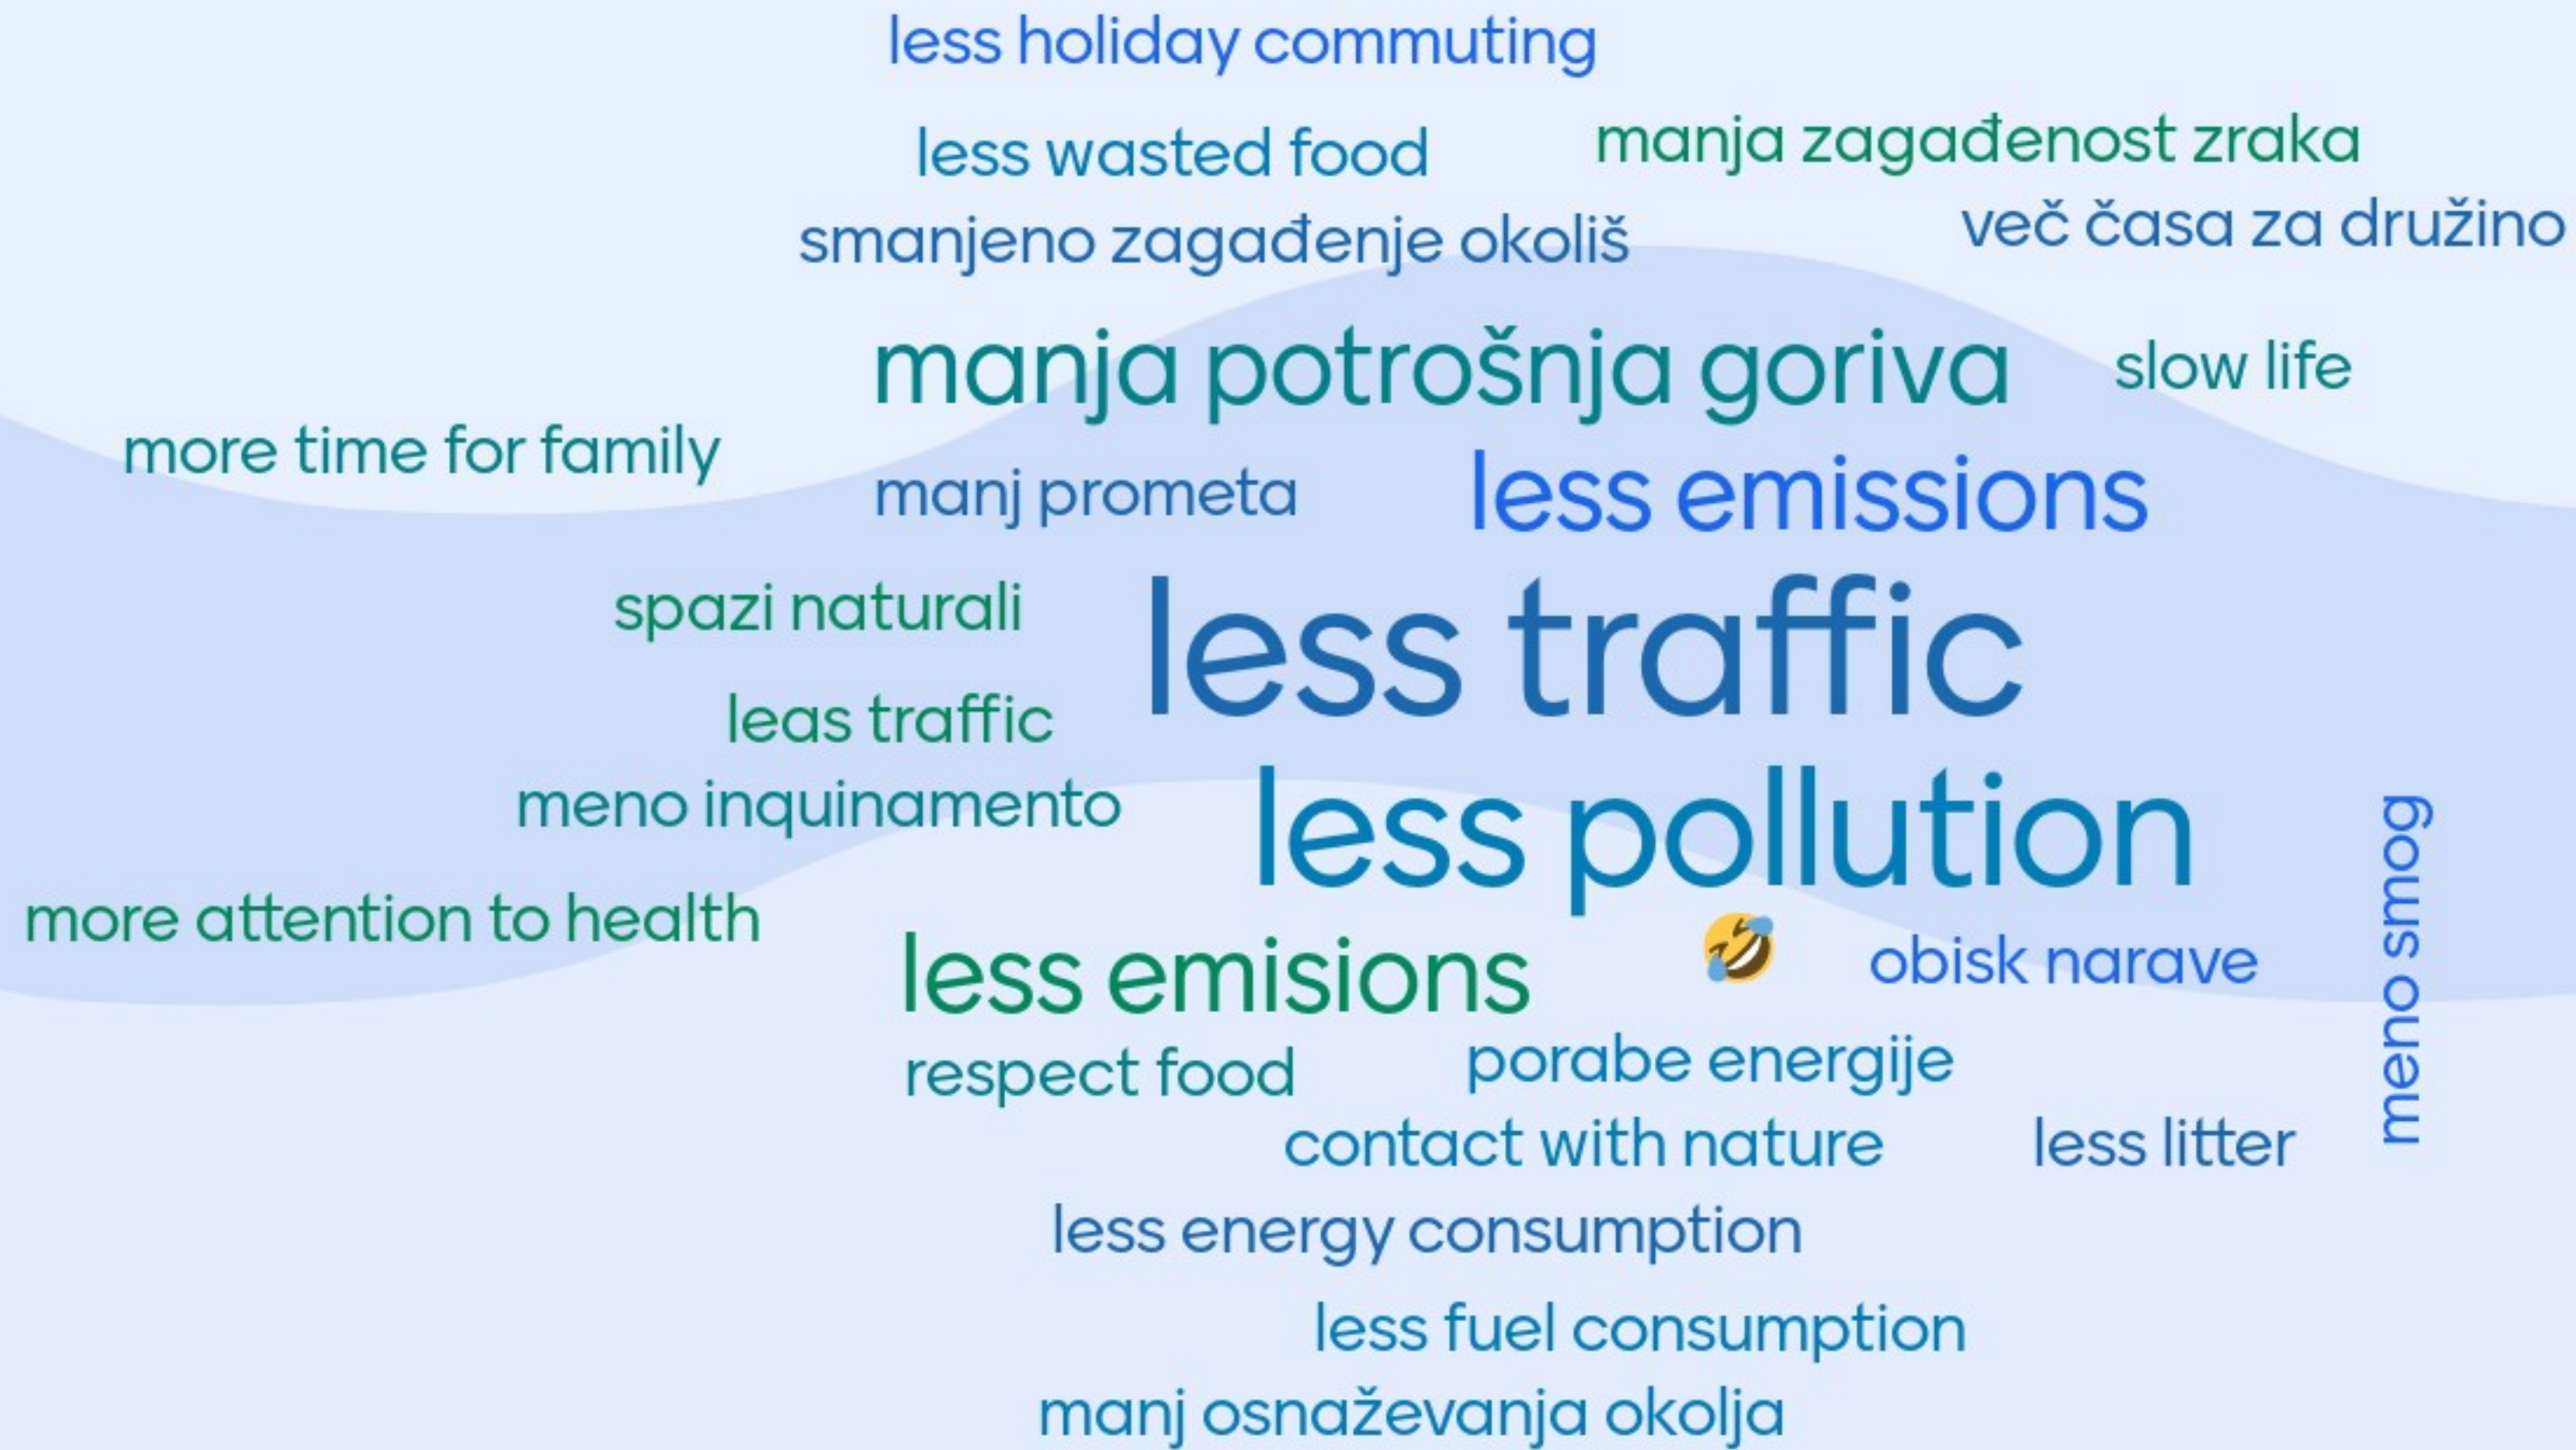 less holiday commuting
less wasted food
manja zagađenost zraka
več časa za družino
smanjeno zagađenje okoliš
manja potrošnja goriva
slow life
more time for family
manj prometa
less emissions
spazi naturali
less traffic
leas traffic
meno inquinamento
less pollution
meno smog
more attention to health
less emisions
🤣
obisk narave
respect food
porabe energije
contact with nature
less litter
less energy consumption
less fuel consumption
manj osnaževanja okolja